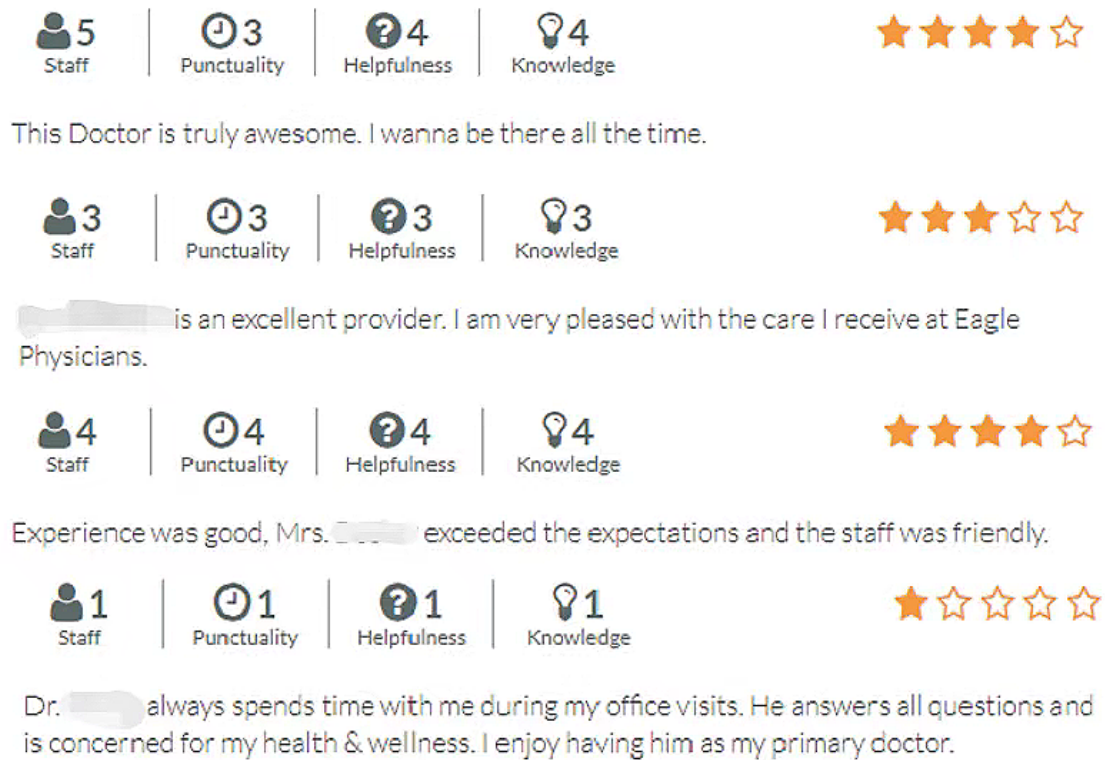 5 3 4 4
Staff Punctuality Helpfulness Knowledge
This Doctor is truly awesome. I wanna be there all the time.
3 3 3 3
Staff Punctuality Helpfulness Knowledge
is an excellent provider. I am very pleased with the care I receive at Eagle
Physicians.
4 4 4 4
Staff Punctuality Helpfulness Knowledge
Experience was good, Mrs. exceeded the expectations and the staff was friendly.
1 1 1 1
Staff Punctuality Helpfulness Knowledge
Dr. always spends time with me during my office visits. He answers all questions and
is concerned for my health & wellness. I enjoy having him as my primary doctor.